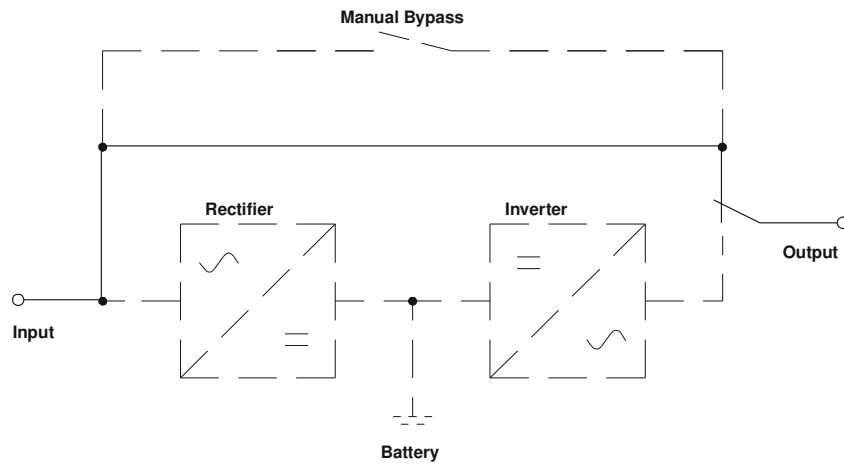 Manual Bypass
Rectifier
Inverter
Output
Input
Battery